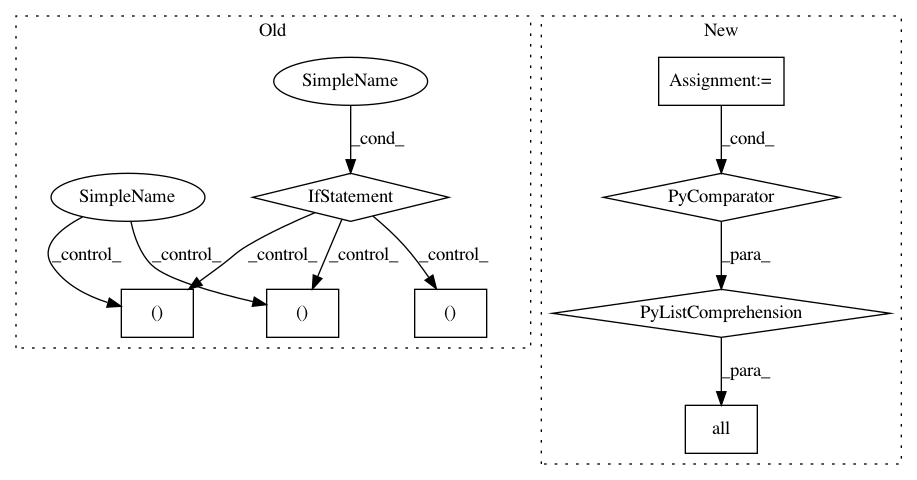 Old
New
SimpleName
Assignment:=
_cond_
_cond_
SimpleName
IfStatement
PyComparator
_control_
_control_
_control_
_control_
_control_
_para_
()
()
()
PyListComprehension
_para_
all